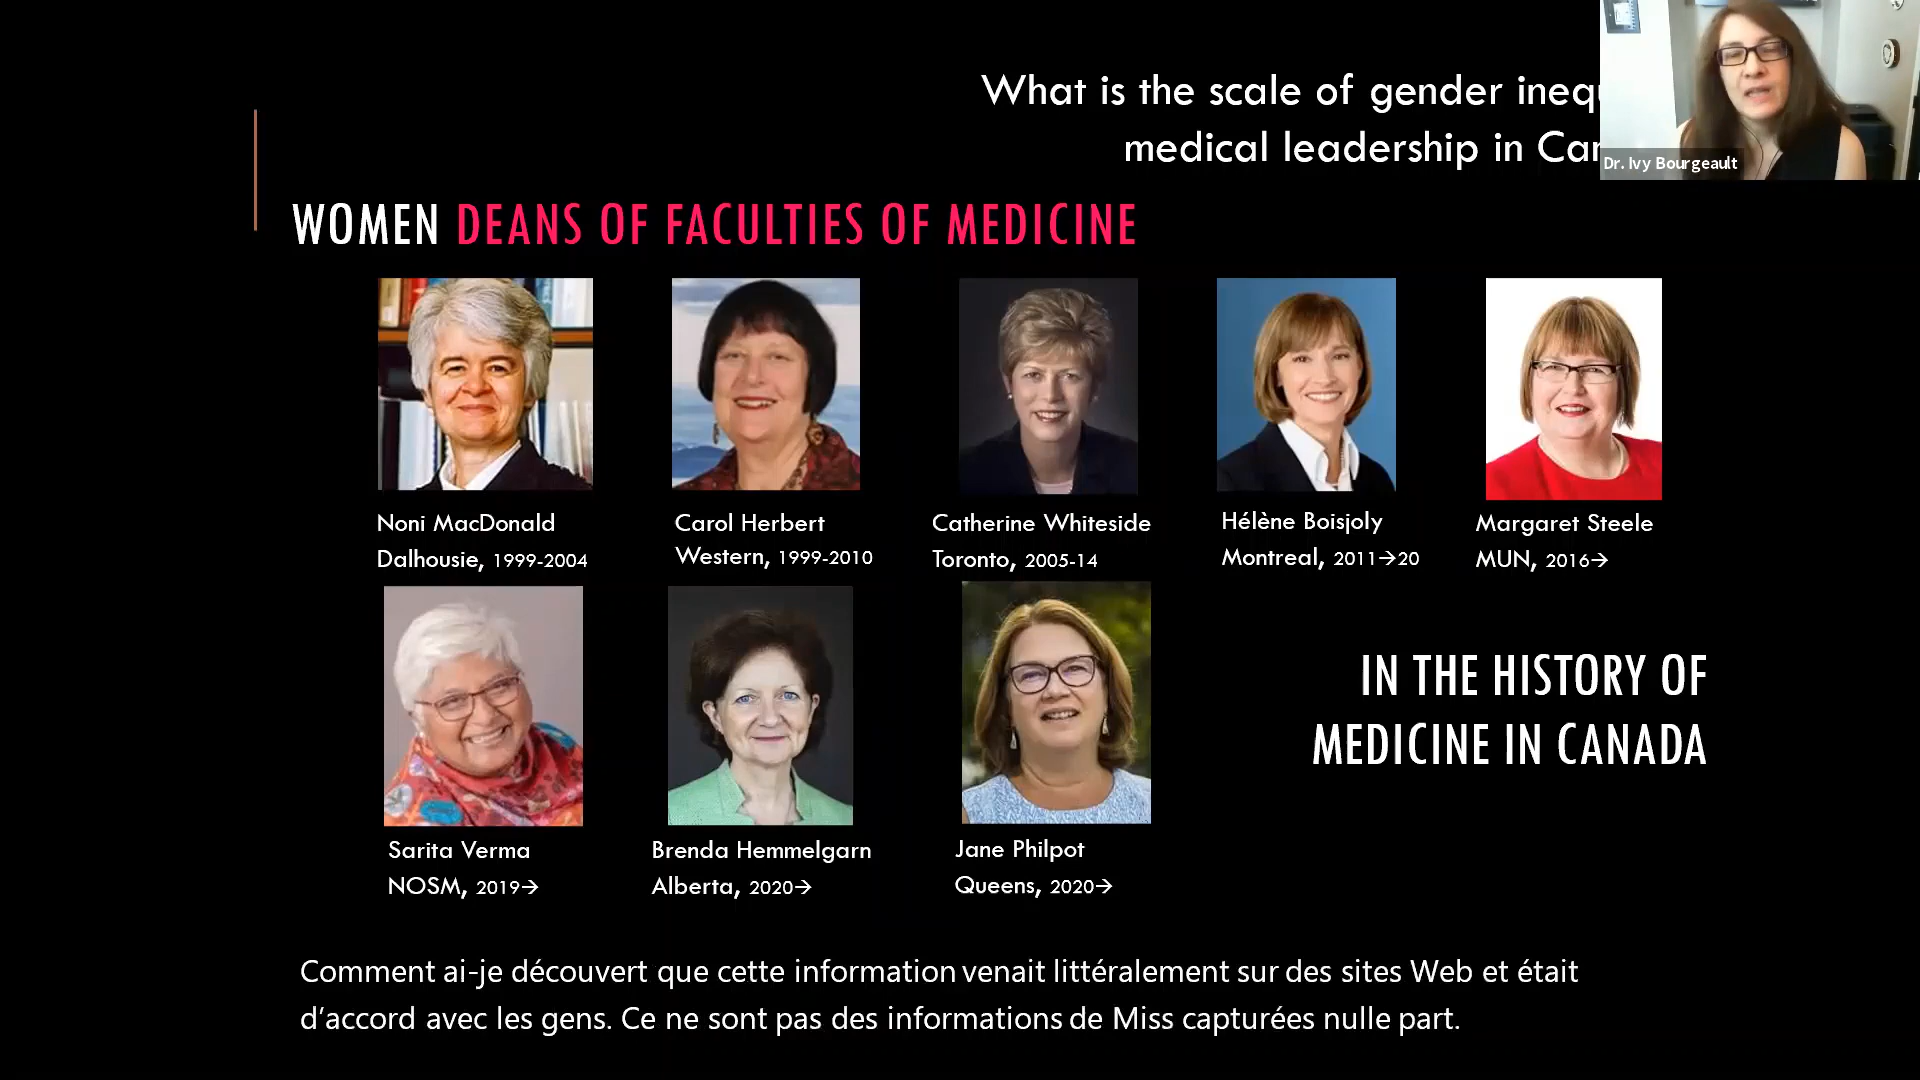 What is the scale of gender
medical leadership in
Dr. Ivy Bourgeault
WOMEN DEANS OF FACULTIES OF MEDICINE
Noni MacDonald
Dalhousie, 1999-2004
Carol Herbert
Western, 1999-2010
Catherine Whiteside
Toronto, 2005-14
Hélène Boisjoly
Montreal, 2011→20
Margaret Steele
MUN, 2016→
Sarita Verma
NOSM, 2019→
Brenda Hemmelgarn
Alberta, 2020→
Jane Philpot
Queens, 2020→
IN THE HISTORY OF
MEDICINE IN CANADA
Comment ai-je découvert que cette information venait littéralement sur des sites Web et était
d’accord avec les gens. Ce ne sont pas des informations de Miss capturées nulle part.